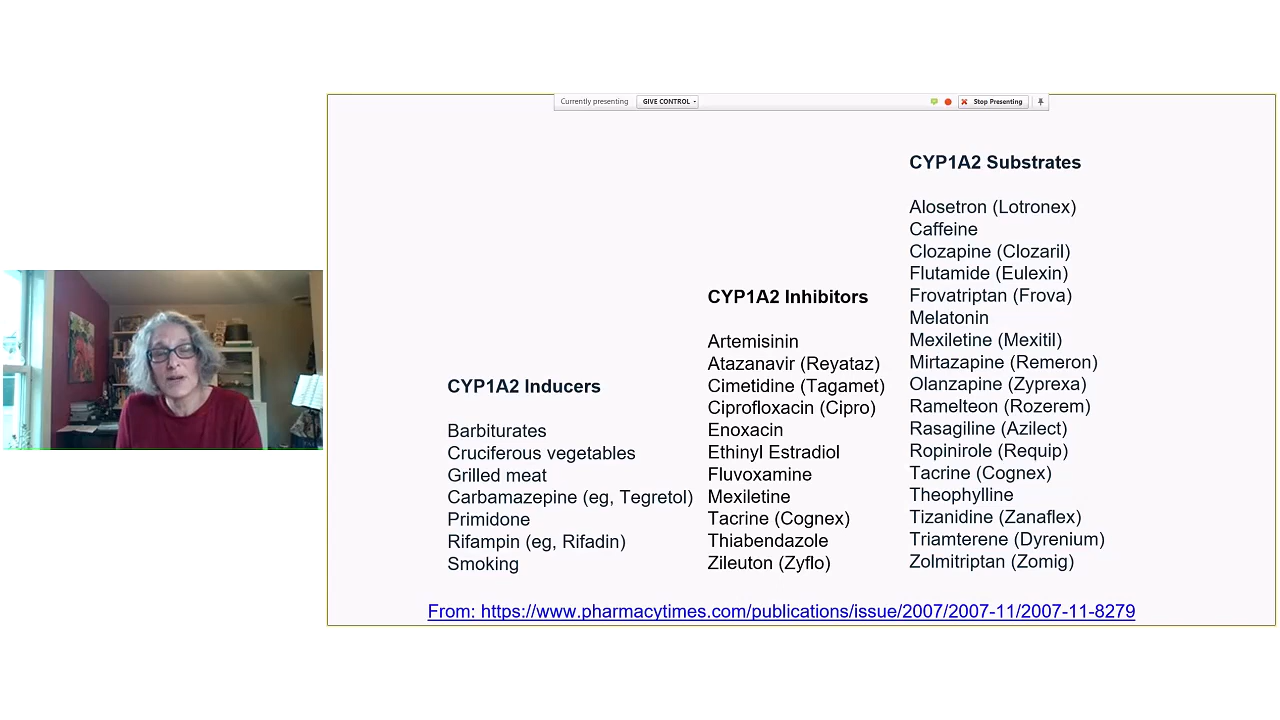 Currently presenting
GIVE CONTROL
Stop Presenting
CYP1A2 Inducers
Barbiturates
Cruciferous vegetables
Grilled meat
Carbamazepine (eg, Tegretol)
Primidone
Rifampin (eg, Rifadin)
Smoking
CYP1A2 Inhibitors
Artemisinin
Atazanavir (Reyataz)
Cimetidine (Tagamet)
Ciprofloxacin (Cipro)
Enoxacin
Ethinyl Estradiol
Fluvoxamine
Mexiletine
Tacrine (Cognex)
Thiabendazole
Zileuton (Zyflo)
CYP1A2 Substrates
Alosetron (Lotronex)
Caffeine
Clozapine (Clozaril)
Flutamide (Eulexin)
Frovatriptan (Frova)
Melatonin
Mexiletine (Mexitil)
Mirtazapine (Remeron)
Olanzapine (Zyprexa)
Ramelteon (Rozerem)
Rasagiline (Azilect)
Ropinirole (Requip)
Tacrine (Cognex)
Theophylline
Tizanidine (Zanaflex)
Triamterene (Dyrenium)
Zolmitriptan (Zomig)
From: https://www.pharmacytimes.com/publications/issue/2007/2007-11/2007-11-8279